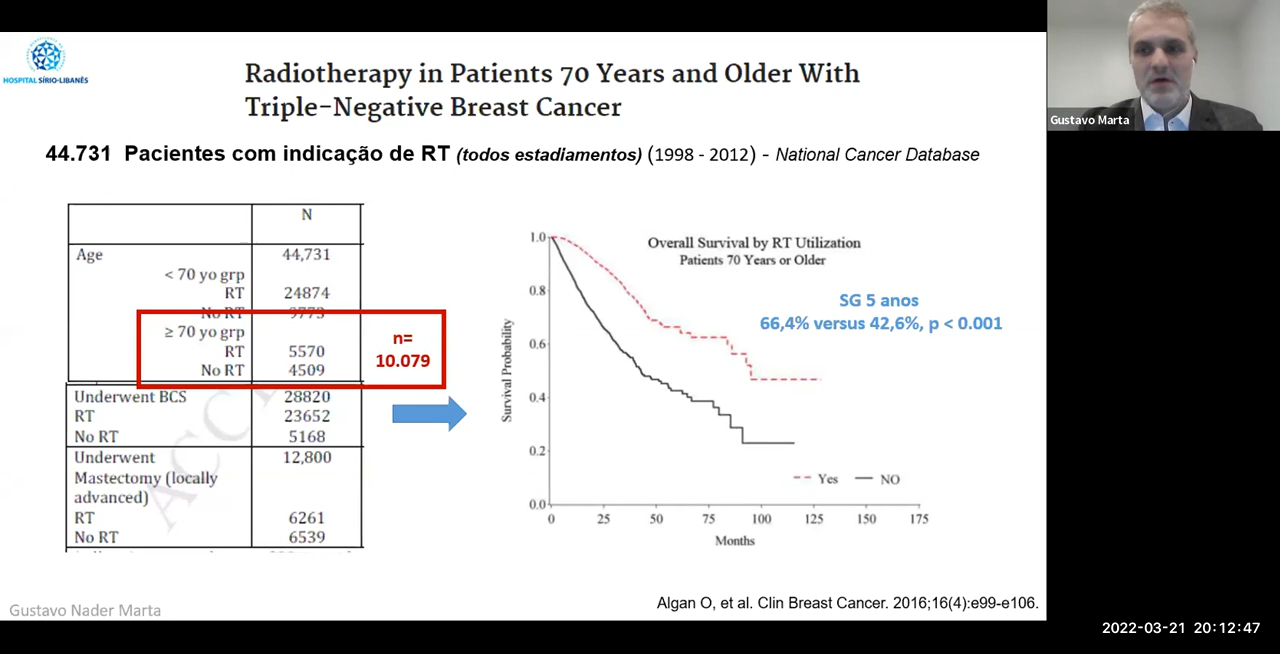 HOSPITAL SÍRIO-LIBANÊS
Radiotherapy in Patients 70 Years and Older With
Triple-Negative Breast Cancer
44.731 Pacientes com indicação de RT (todos estadiamentos) (1998 - 2012) - National Cancer Database
N
Age 44,731
< 70 yo grp
RT 24874
No RT 9773
≥ 70 yo grp
RT 5570
No RT 4509
n=
10.079
Underwent BCS 28820
RT 23652
No RT 5168
Underwent 12,800
Mastectomy (locally
advanced)
RT 6261
No RT 6539
ACCE
Overall Survival by RT Utilization
Patients 70 Years or Older
SG 5 anos
66,4% versus 42,6%, p < 0.001
Survival Probability
1.0
0.8
0.6
0.4
0.2
0.0
Yes NO
0 25 50 75 100 125 150 175
Months
Algan O, et al. Clin Breast Cancer. 2016;16(4):e99-e106.
Gustavo Nader Marta
Gustavo Marta
2022-03-21 20:12:47